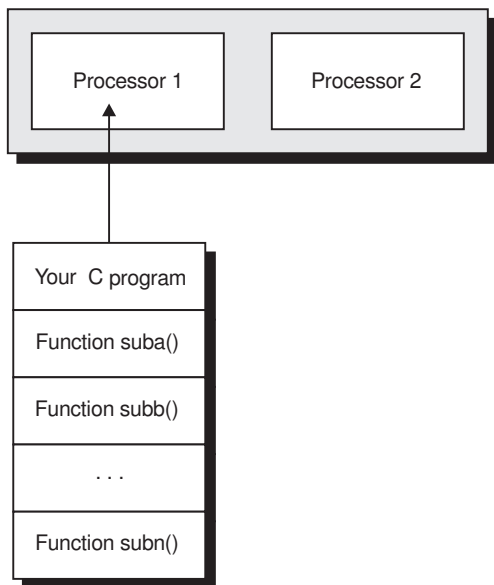 Processor 1
Processor 2
Your C program
Function suba()
Function subb()
. . .
Function subn()